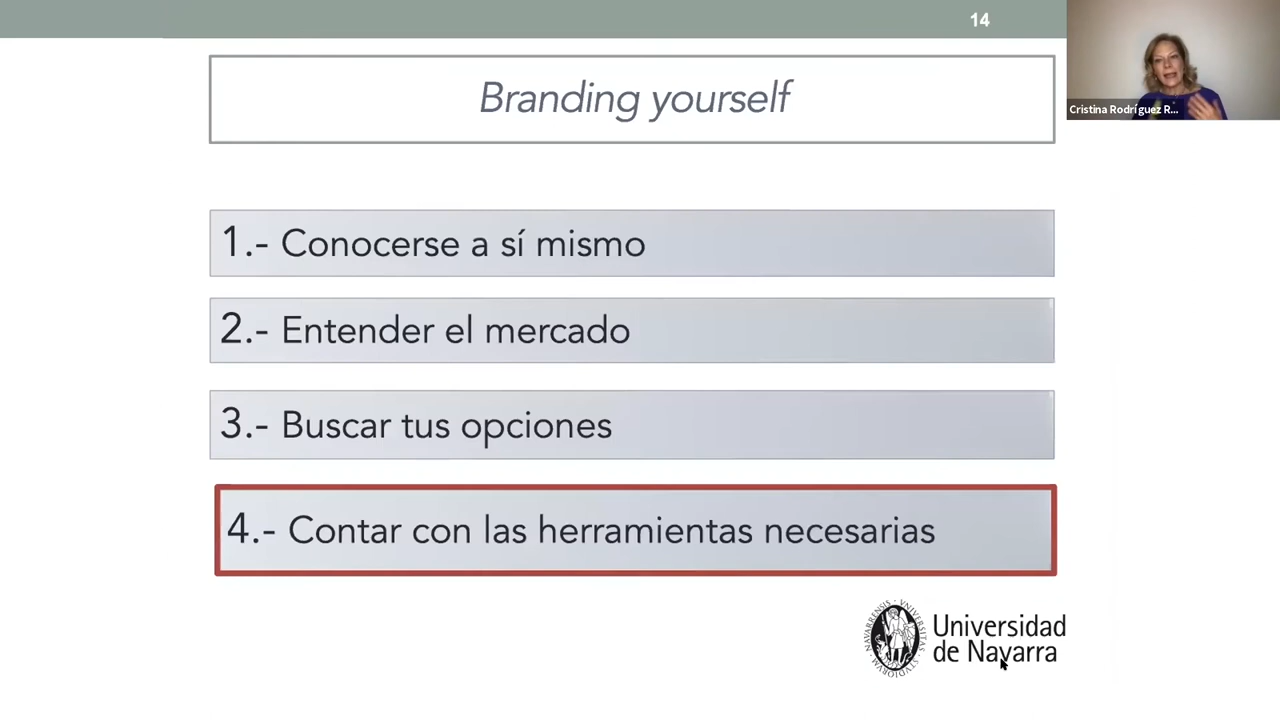 14
Branding yourself
Cristina Rodríguez R...
1.- Conocerse a sí mismo
2.- Entender el mercado
3.- Buscar tus opciones
4.- Contar con las herramientas necesarias
Universidad
de Navarra